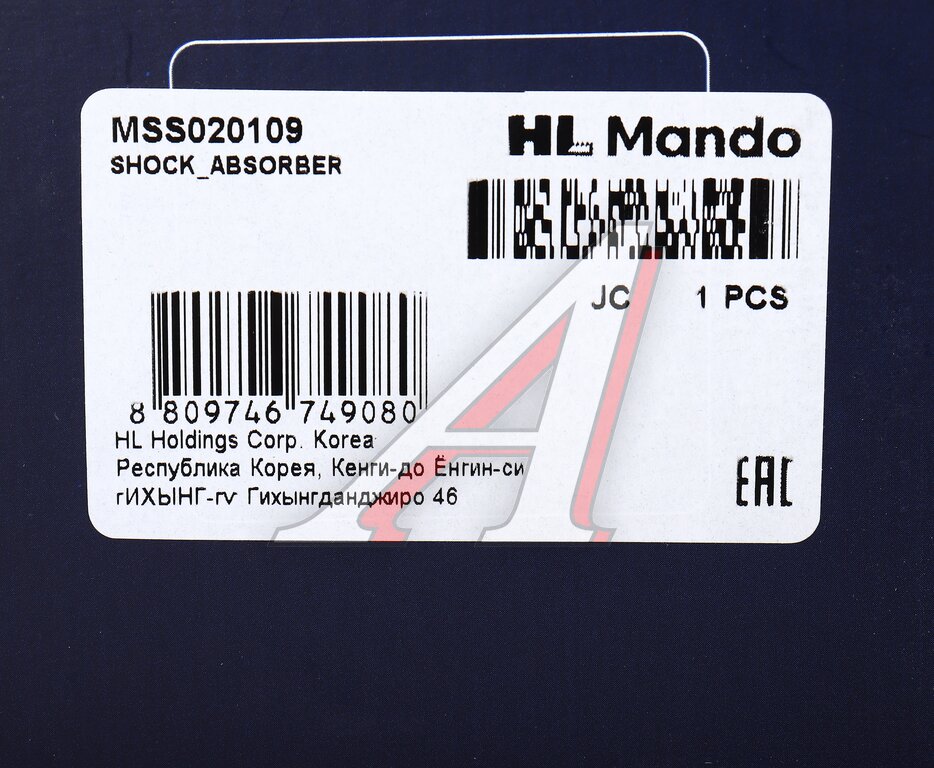 MSS020109
SHOCK_ABSORBER
HL Mando
JC 1 PCS
8 809746 749080
HL Holdings Corp. Korea
Республика Корея, Кенги-до Ёнгин-си
гИХЫНГ-гу Гихынгданджиро 46
EAC